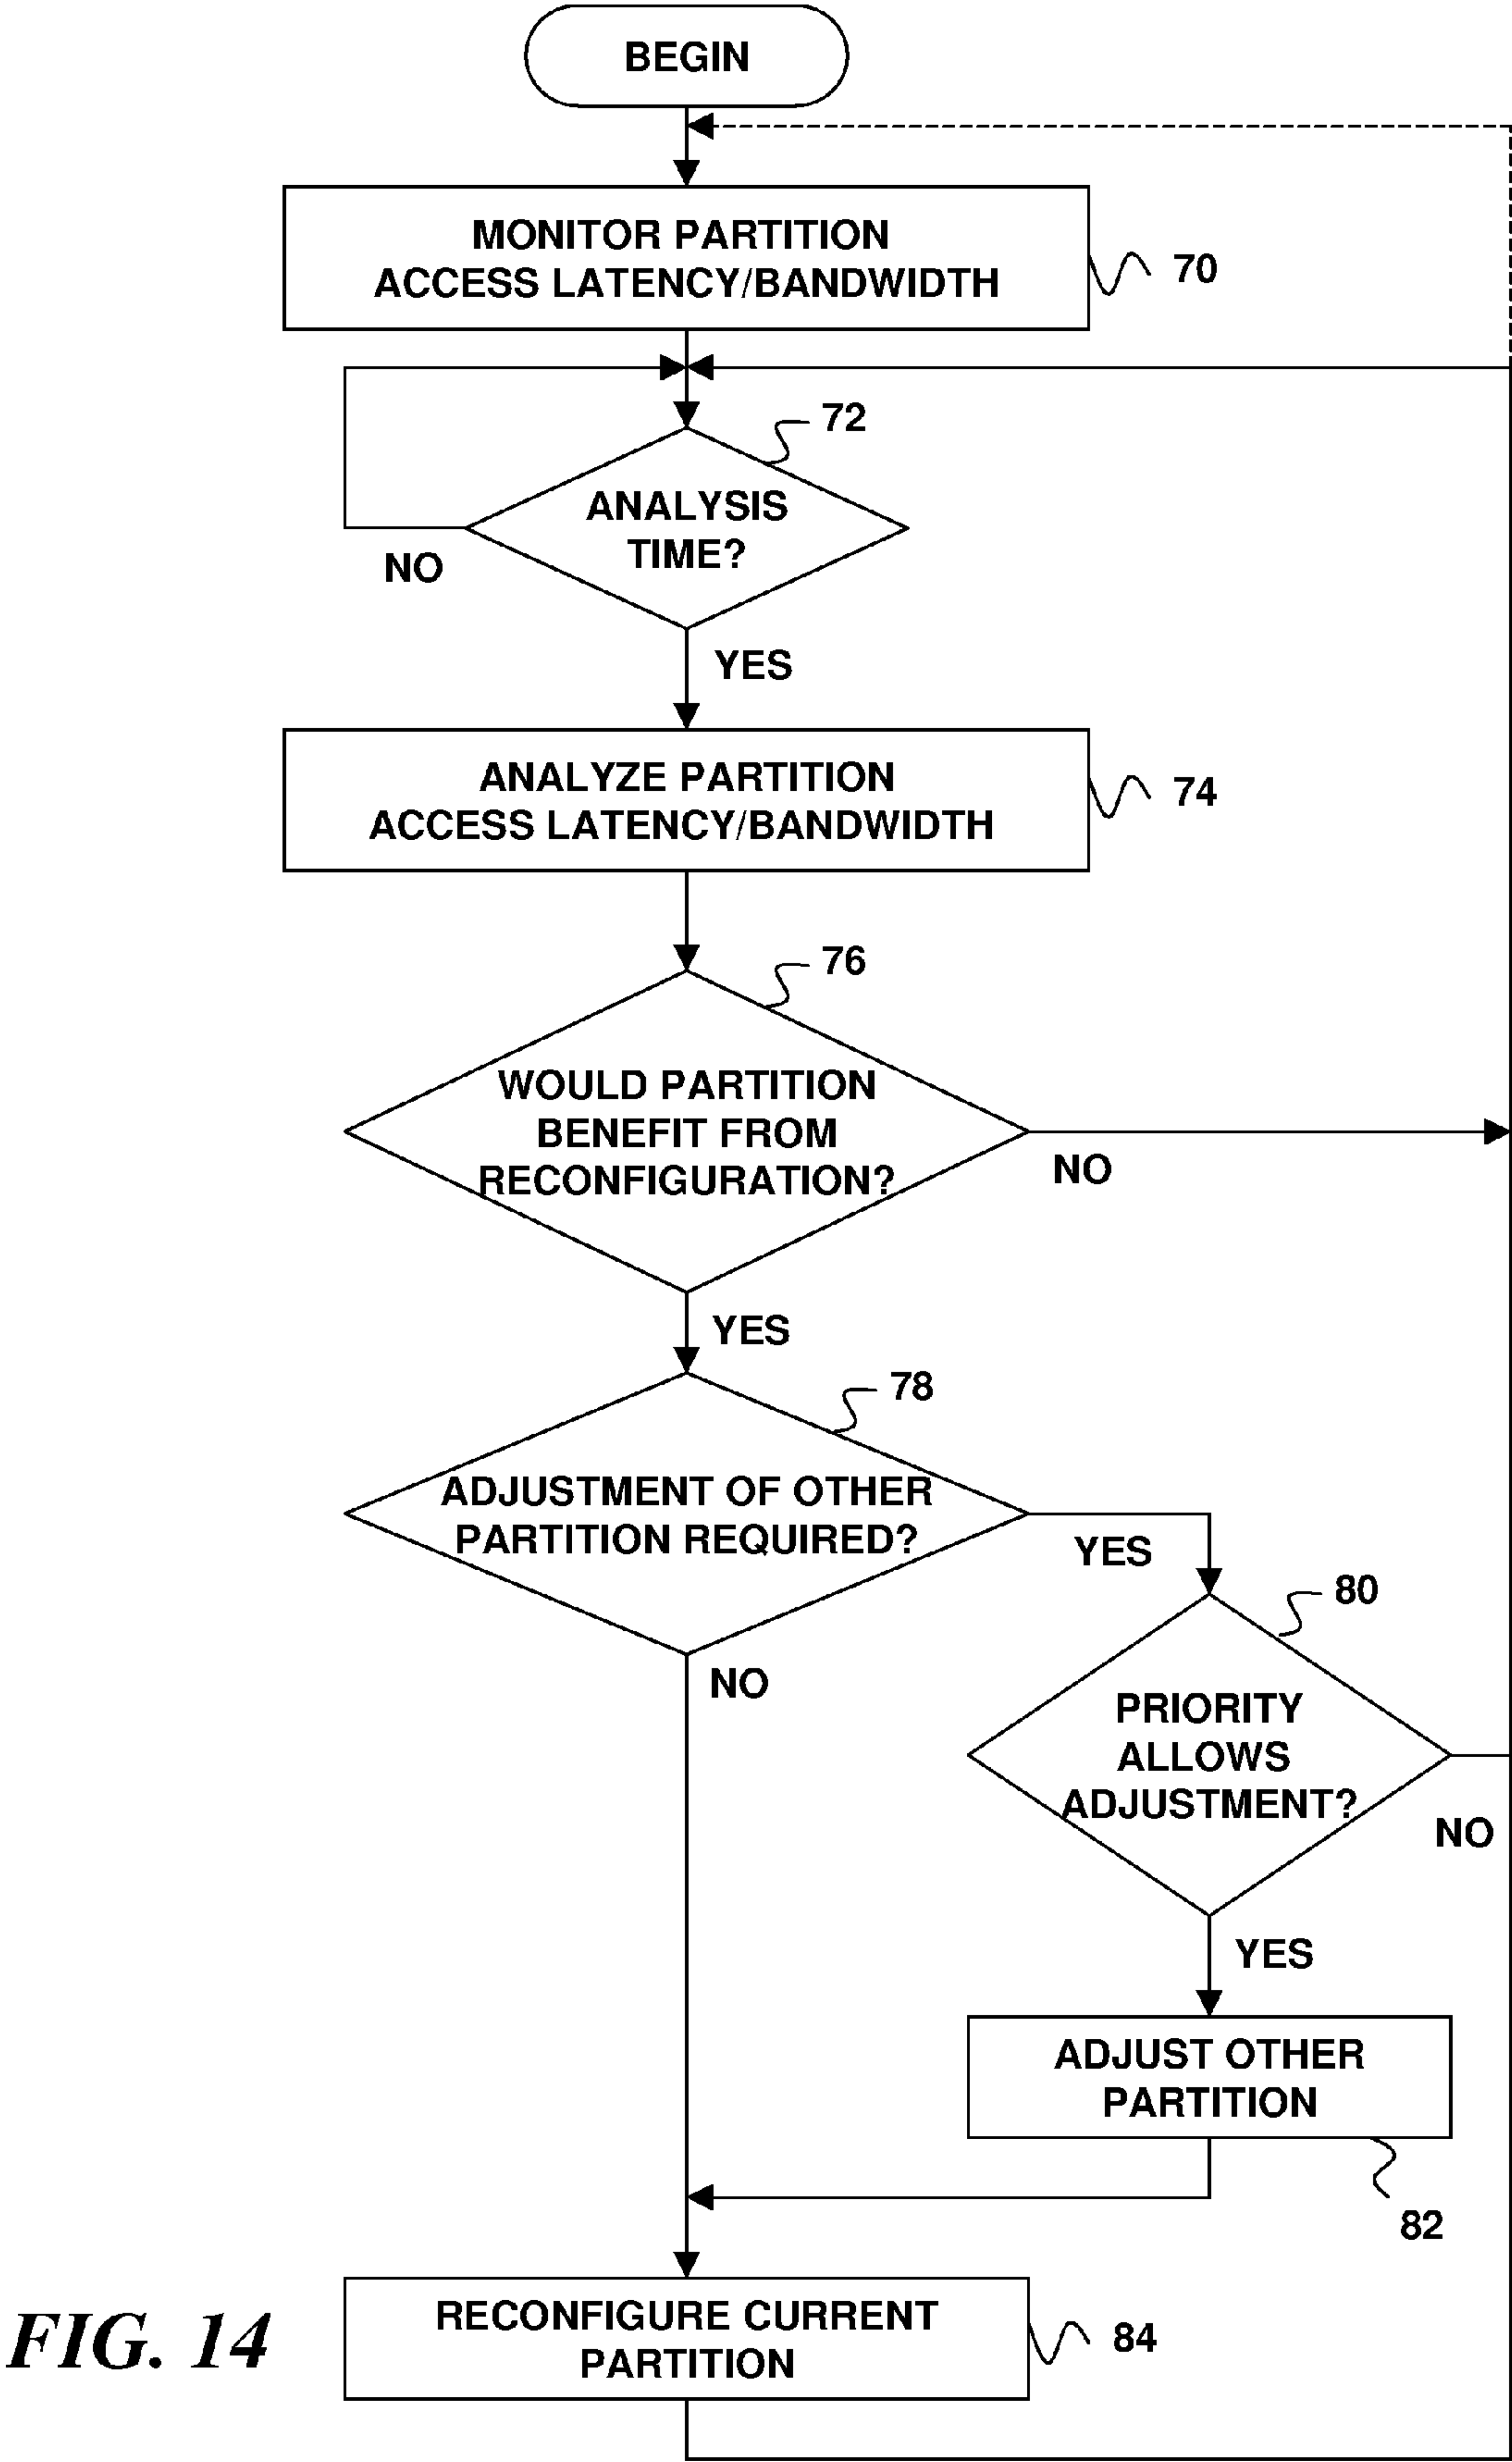 BEGIN
MONITOR PARTITION
ACCESS LATENCY/BANDWIDTH
70
72
ANALYSIS
TIME?
NO
YES
ANALYZE PARTITION
ACCESS LATENCY/BANDWIDTH
74
76
WOULD PARTITION
BENEFIT FROM
RECONFIGURATION?
NO
YES
78
ADJUSTMENT OF OTHER
PARTITION REQUIRED?
YES
80
NO
PRIORITY
ALLOWS
ADJUSTMENT?
NO
YES
ADJUST OTHER
PARTITION
82
RECONFIGURE CURRENT
PARTITION
84
FIG. 14